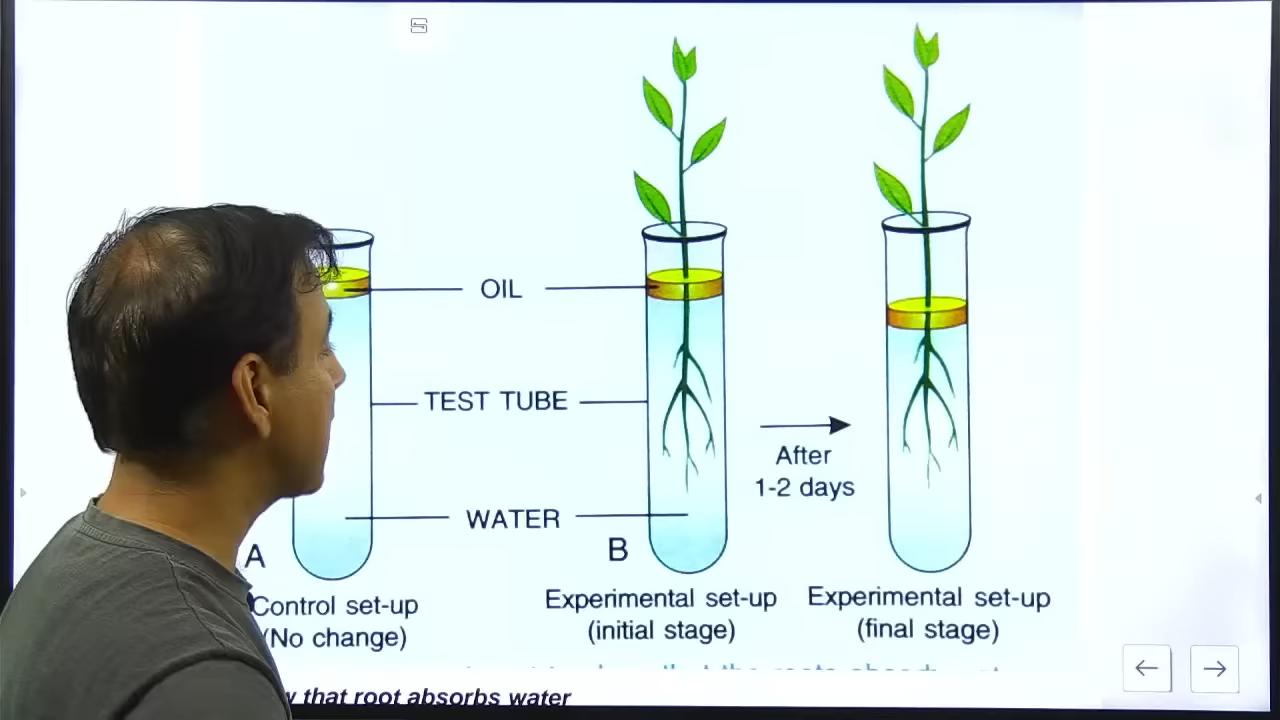 OIL
TEST TUBE
WATER
A
B
After
1-2 days
Control set-up
(No change)
Experimental set-up
(initial stage)
Experimental set-up
(final stage)
that root absorbs water